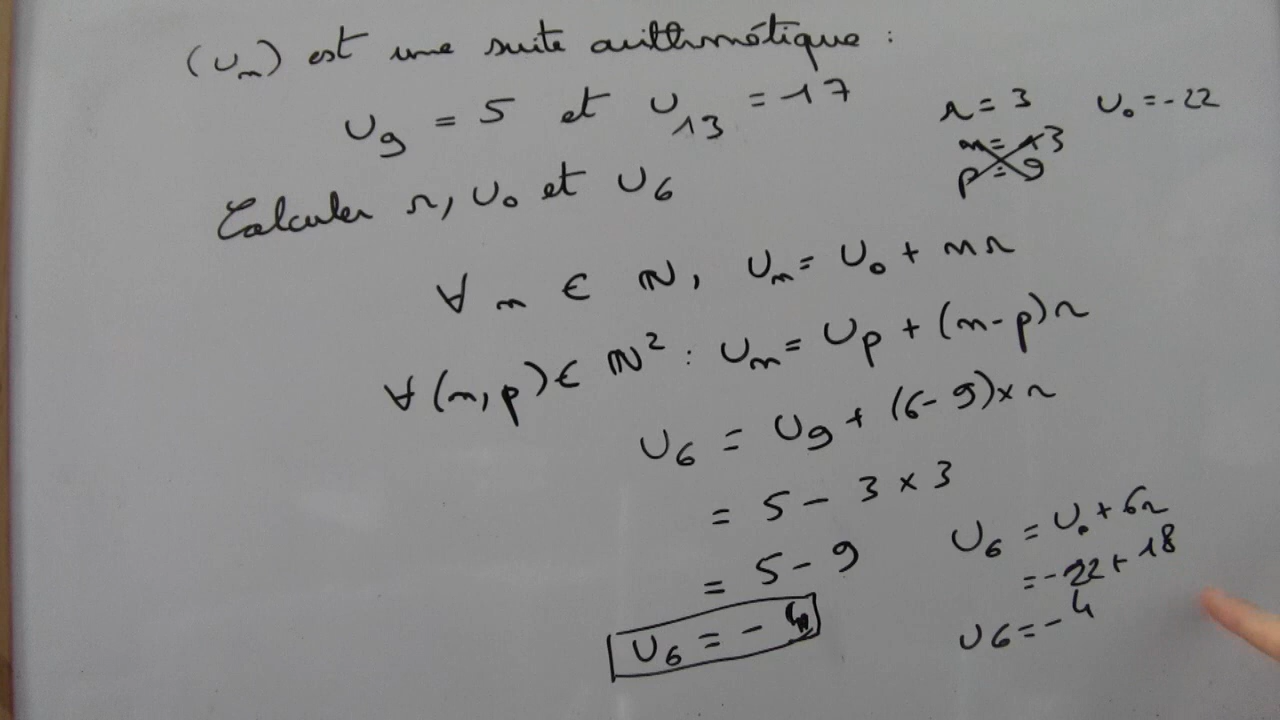 (Un) est une suite arithmétique :
U9 = 5 et U13 = 17
r = 3 U0 = -22
n = 13
p = 9
Calculer r, U0 et U6
∀ n ∈ ℕ, Un = U0 + nr
∀ (n, p) ∈ ℕ² : Un = Up + (n-p)r
U6 = U9 + (6-9)×r
= 5 - 3 × 3
= 5 - 9
U6 = -4
U6 = U0 + 6r
= -22 + 18
U6 = -4